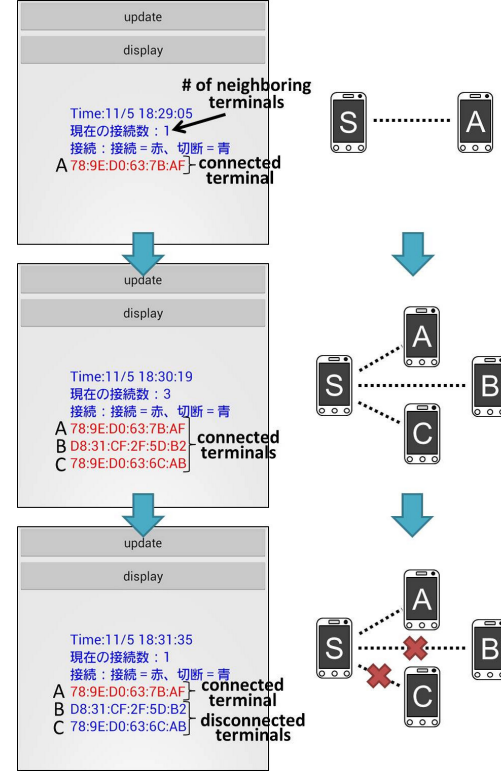 update
display
# of neighboring
terminals
Time:11/5 18:29:05
現在の接続数：1
接続：接続＝赤、切断＝青
A 78:9E:D0:63:7B:AF
connected
terminal
S
A
update
display
Time:11/5 18:30:19
現在の接続数：3
接続：接続＝赤、切断＝青
A 78:9E:D0:63:7B:AF
B D8:31:CF:2F:5D:B2
C 78:9E:D0:63:6C:AB
connected
terminals
A
S
B
C
update
display
Time:11/5 18:31:35
現在の接続数：1
接続：接続＝赤、切断＝青
A 78:9E:D0:63:7B:AF
B D8:31:CF:2F:5D:B2
C 78:9E:D0:63:6C:AB
connected
terminal
disconnected
terminals
A
S
B
C